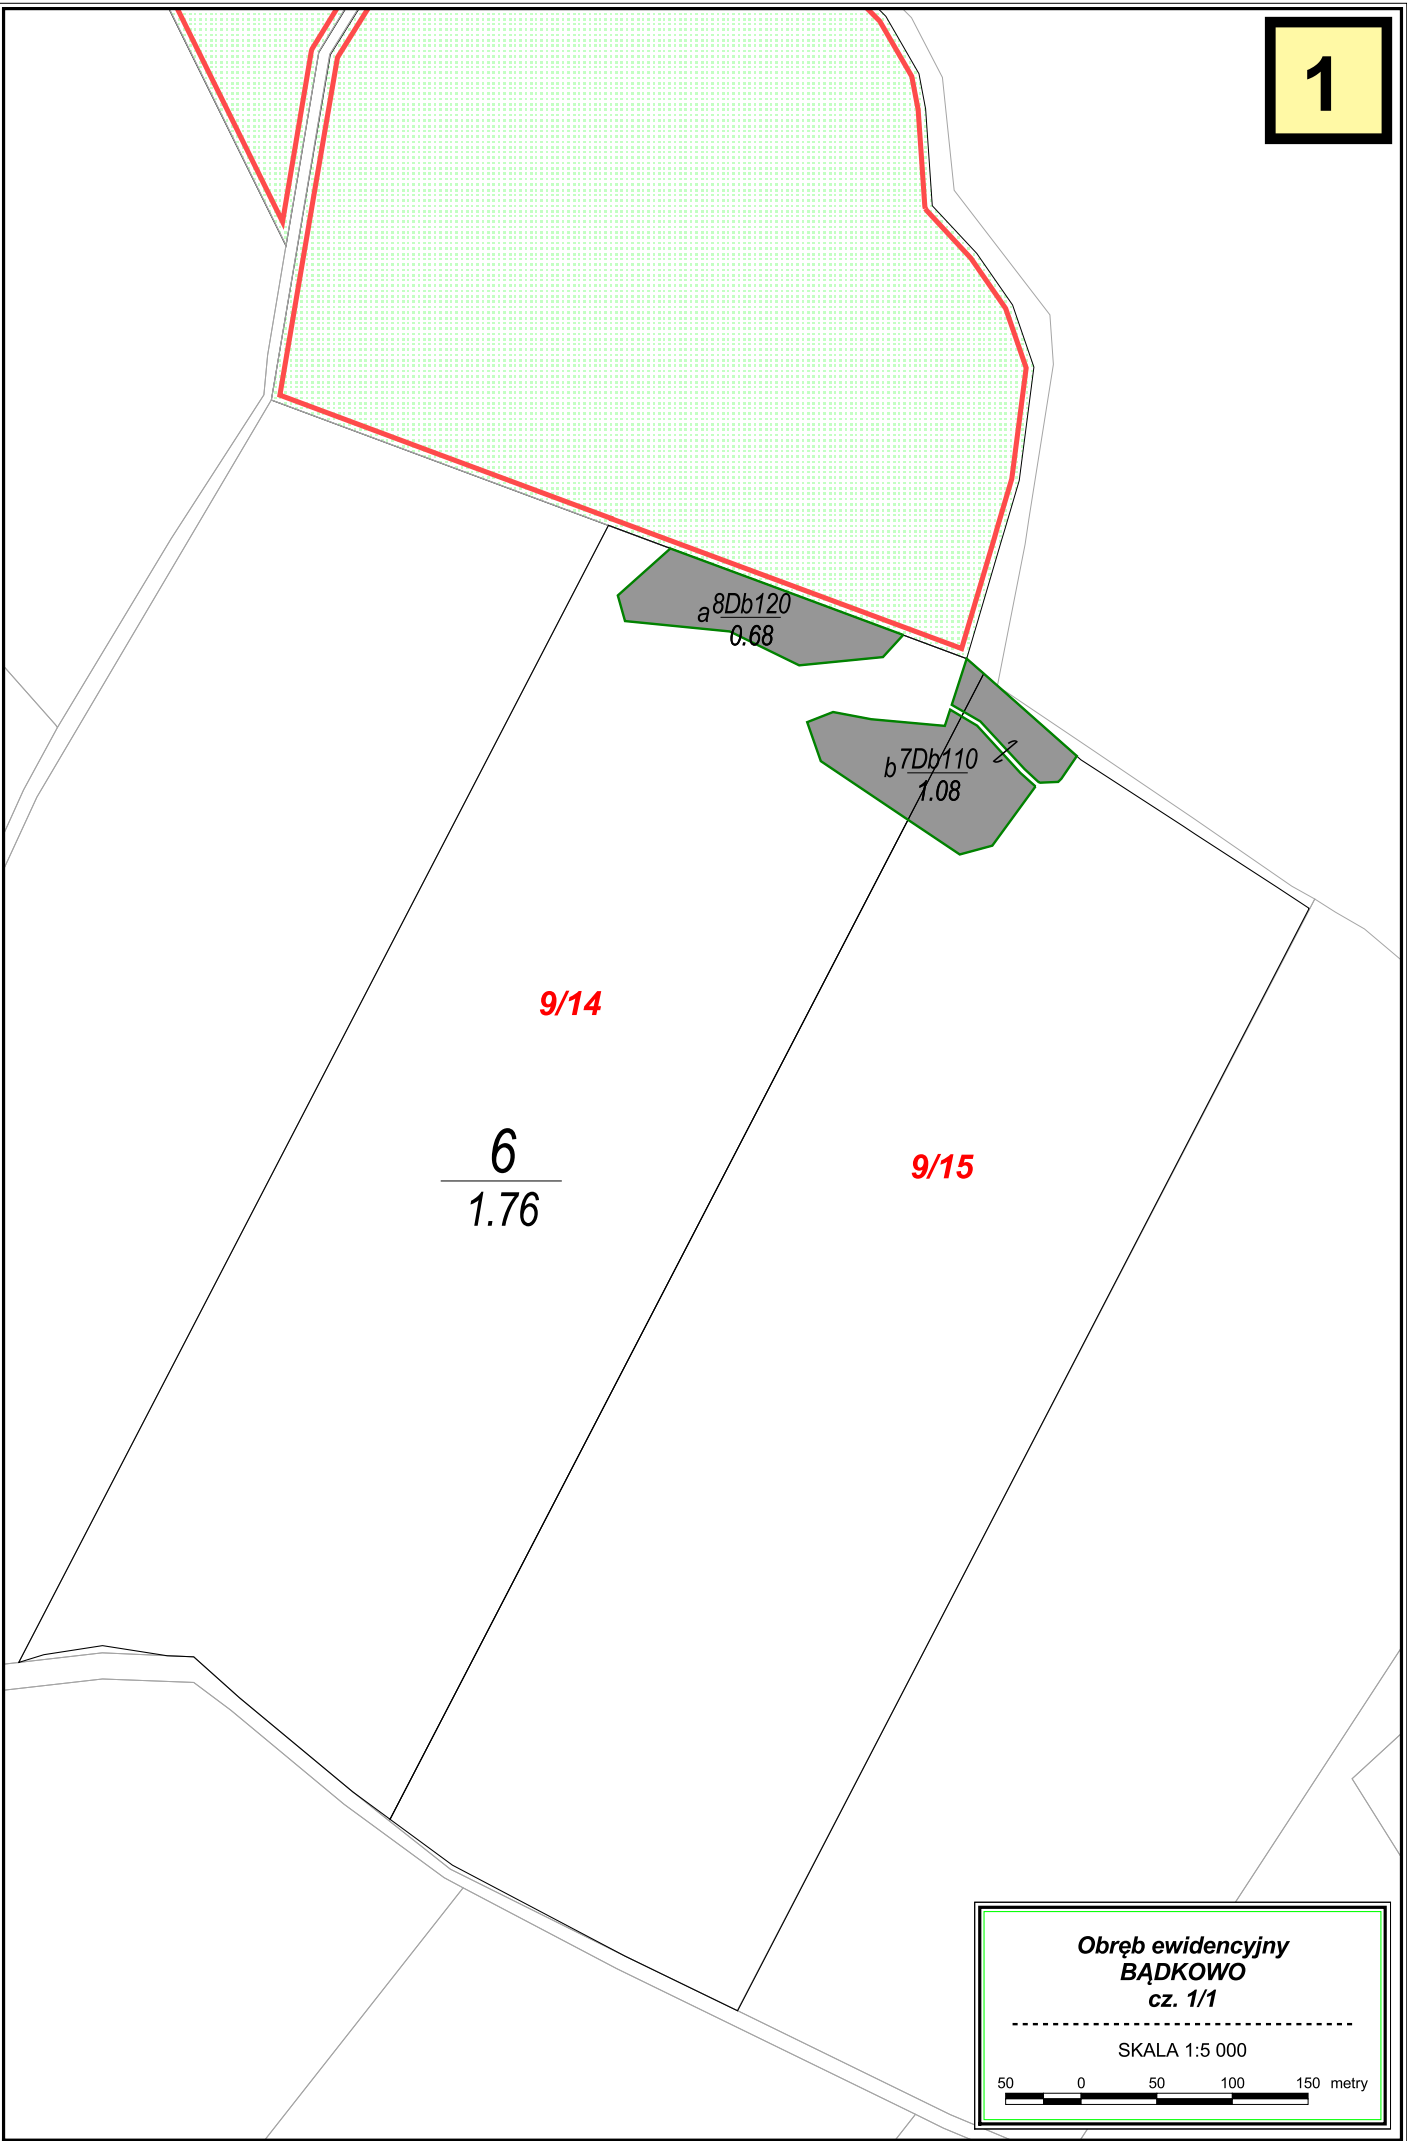 1
a 8Db120
0.68
b 7Db110
1.08
9/14
6
1.76
9/15
Obręb ewidencyjny
BĄDKOWO
cz. 1/1
SKALA 1:5 000
50 0 50 100 150 metry